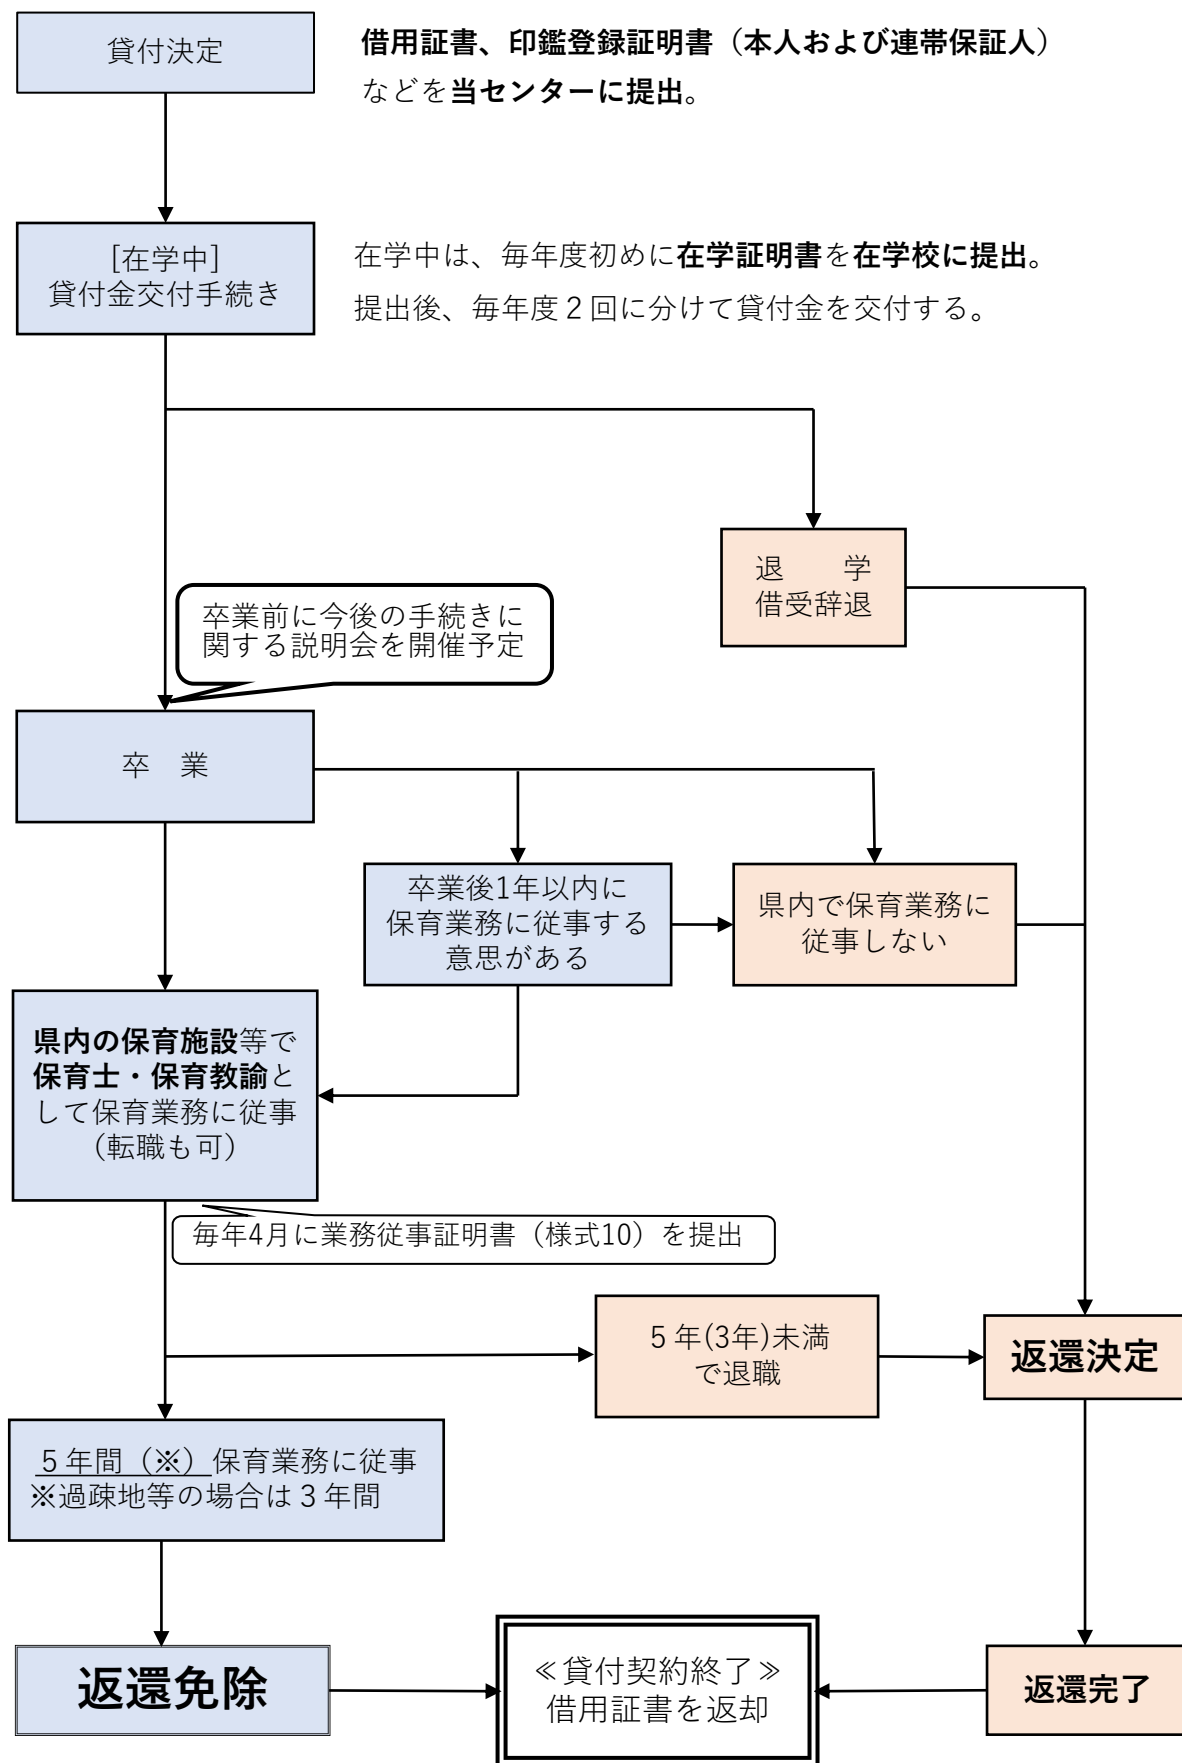 貸付決定
借用証書、印鑑登録証明書（本人および連帯保証人）
などを当センターに提出。
[在学中]
貸付金交付手続き
在学中は、毎年度初めに在学証明書を在学校に提出。
提出後、毎年度２回に分けて貸付金を交付する。
退　　学
借受辞退
卒業前に今後の手続きに
関する説明会を開催予定
卒　業
卒業後1年以内に
保育業務に従事する
意思がある
県内で保育業務に
従事しない
県内の保育施設等で
保育士・保育教諭と
して保育業務に従事
（転職も可）
毎年4月に業務従事証明書（様式10）を提出
５年(3年)未満
で退職
返還決定
５年間（※）保育業務に従事
※過疎地等の場合は３年間
返還免除
≪貸付契約終了≫
借用証書を返却
返還完了